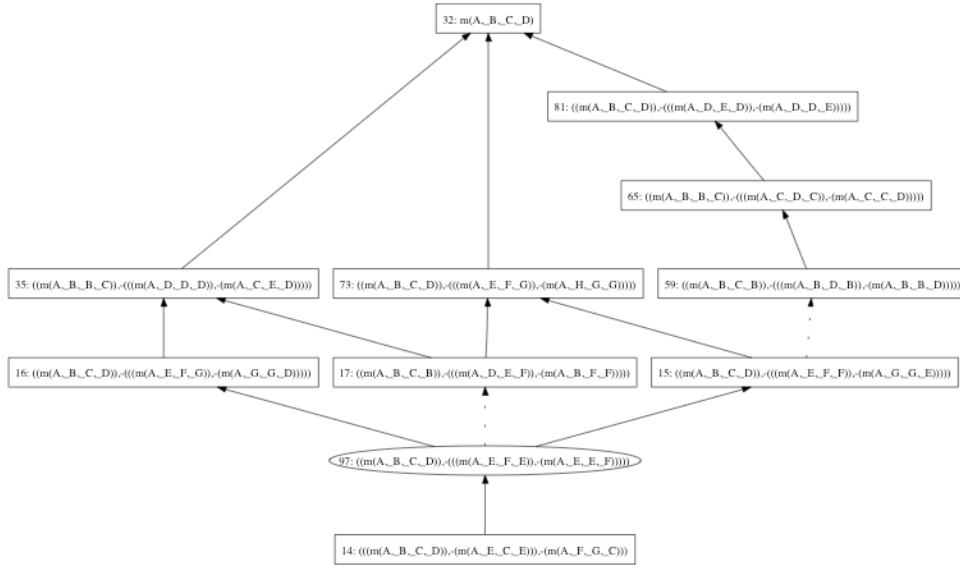 32: m(A,_B,_C,_D)
81: ((m(A,_B,_C,_D)),-(((m(A,_D,_E,_D)),-(m(A,_D,_D,_E)))))
65: ((m(A,_B,_B,_C)),-(((m(A,_C,_D,_C)),-(m(A,_C,_C,_D)))))
35: ((m(A,_B,_B,_C)),-(((m(A,_D,_D,_D)),-(m(A,_C,_E,_D)))))
73: ((m(A,_B,_C,_D)),-(((m(A,_E,_F,_G)),-(m(A,_H,_G,_G)))))
59: ((m(A,_B,_C,_B)),-(((m(A,_B,_D,_B)),-(m(A,_B,_B,_D)))))
16: ((m(A,_B,_C,_D)),-(((m(A,_E,_F,_G)),-(m(A,_G,_G,_D)))))
17: ((m(A,_B,_C,_B)),-(((m(A,_D,_E,_F)),-(m(A,_B,_F,_F)))))
15: ((m(A,_B,_C,_D)),-(((m(A,_E,_F,_F)),-(m(A,_G,_G,_E)))))
97: ((m(A,_B,_C,_D)),-(((m(A,_E,_F,_E)),-(m(A,_E,_E,_F)))))
14: (((m(A,_B,_C,_D)),-(m(A,_E,_C,_E))),-(m(A,_F,_G,_C)))